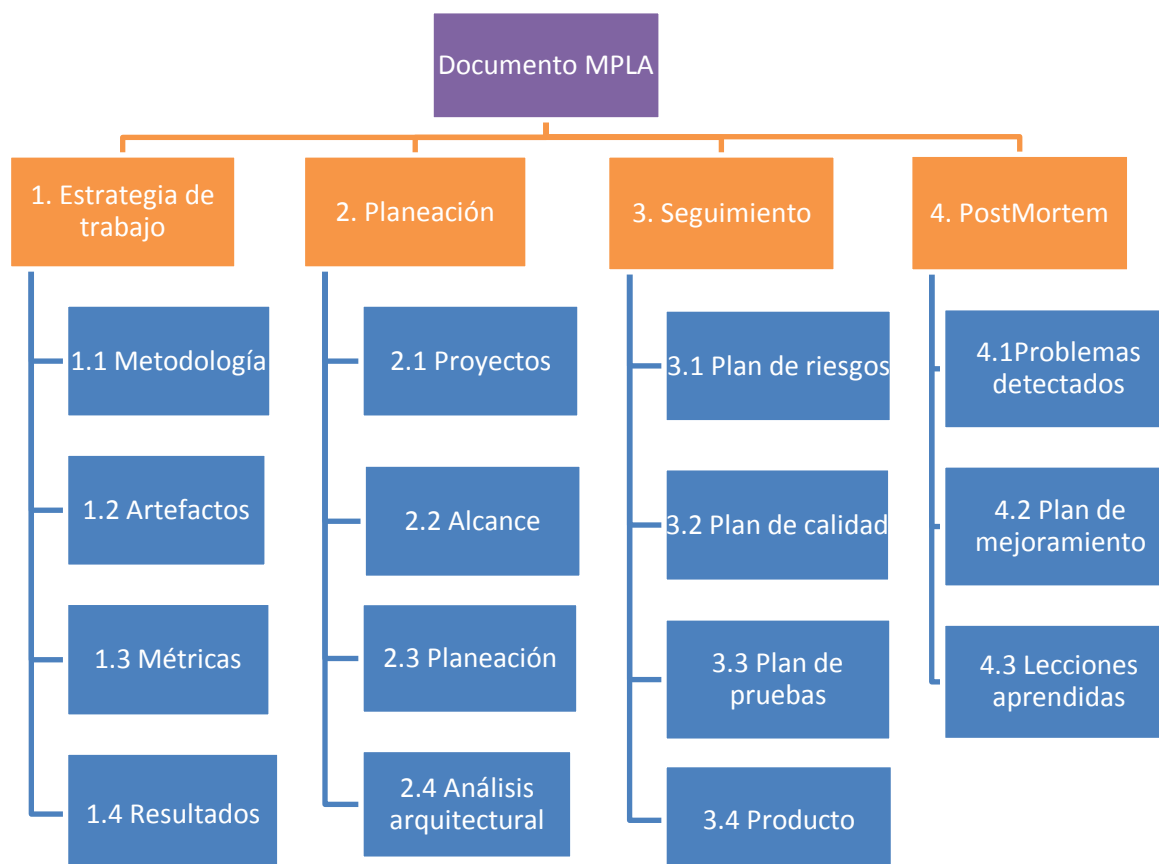 Documento MPLA
1. Estrategia de
trabajo
2. Planeación
3. Seguimiento
4. PostMortem
1.1 Metodología
1.2 Artefactos
1.3 Métricas
1.4 Resultados
2.1 Proyectos
2.2 Alcance
2.3 Planeación
2.4 Análisis
arquitectural
3.1 Plan de riesgos
3.2 Plan de calidad
3.3 Plan de
pruebas
3.4 Producto
4.1Problemas
detectados
4.2 Plan de
mejoramiento
4.3 Lecciones
aprendidas